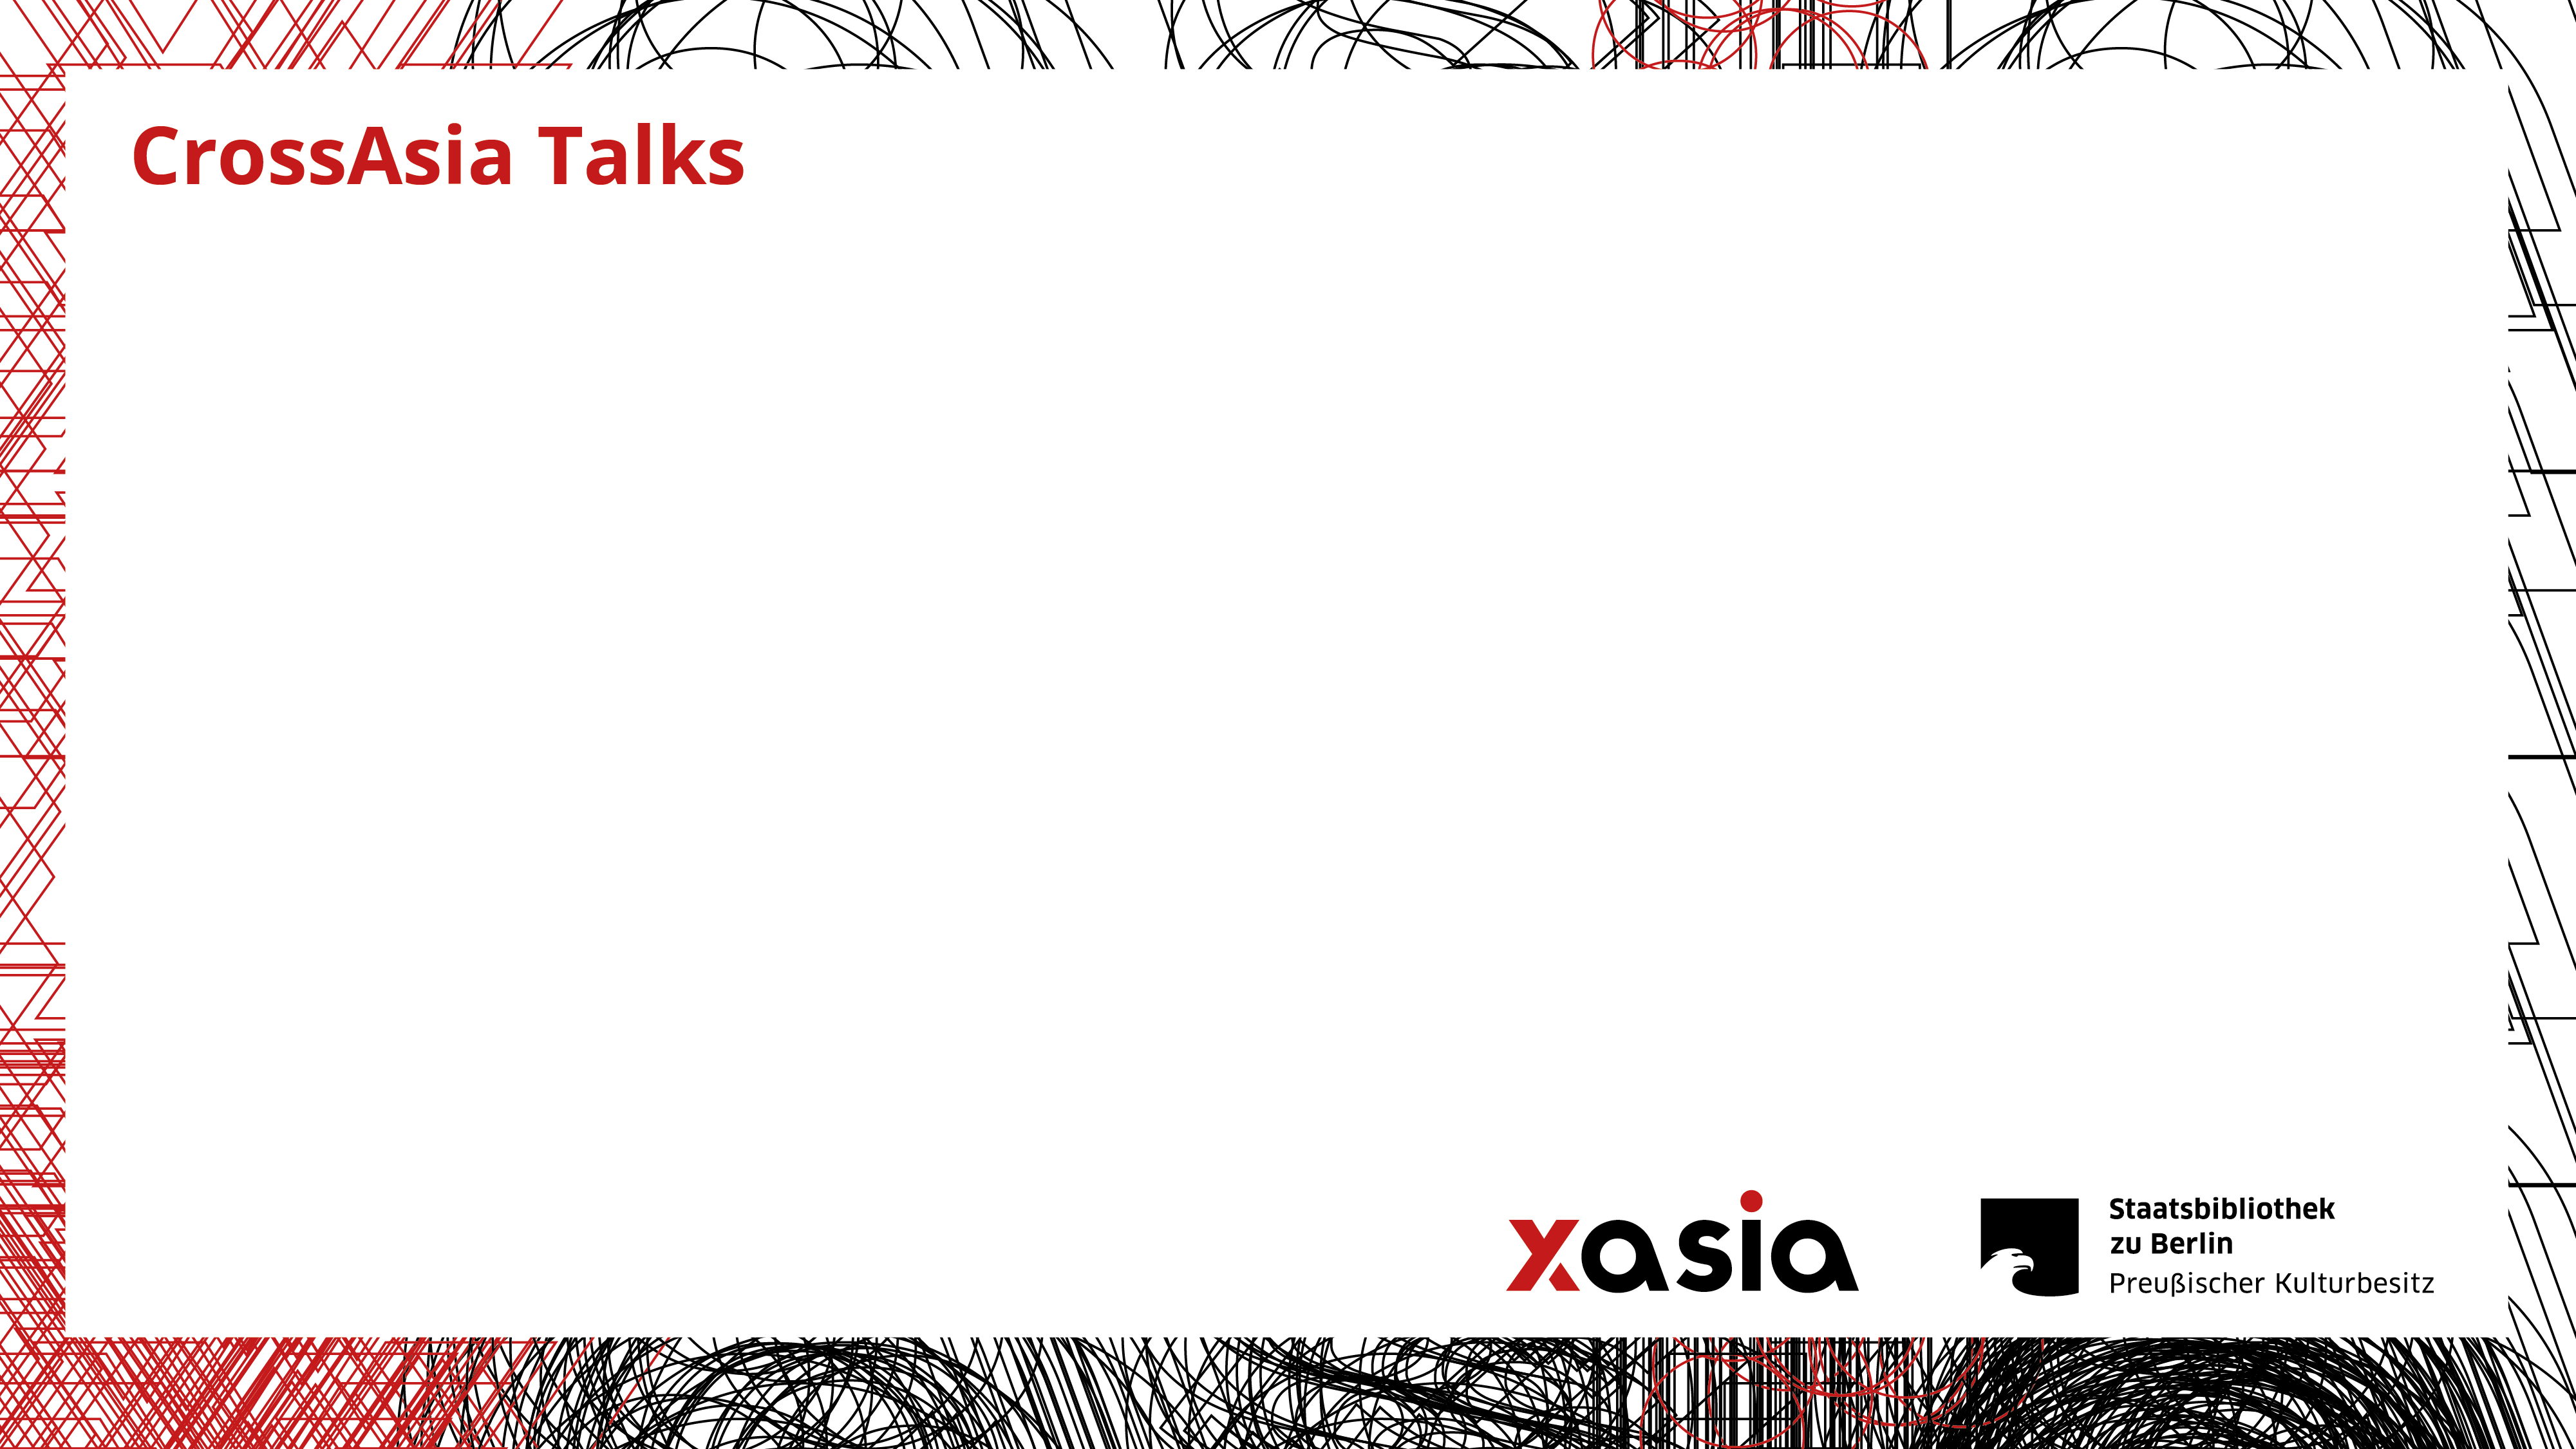 CrossAsia Talks
xasia
Staatsbibliothek
zu Berlin
Preußischer Kulturbesitz